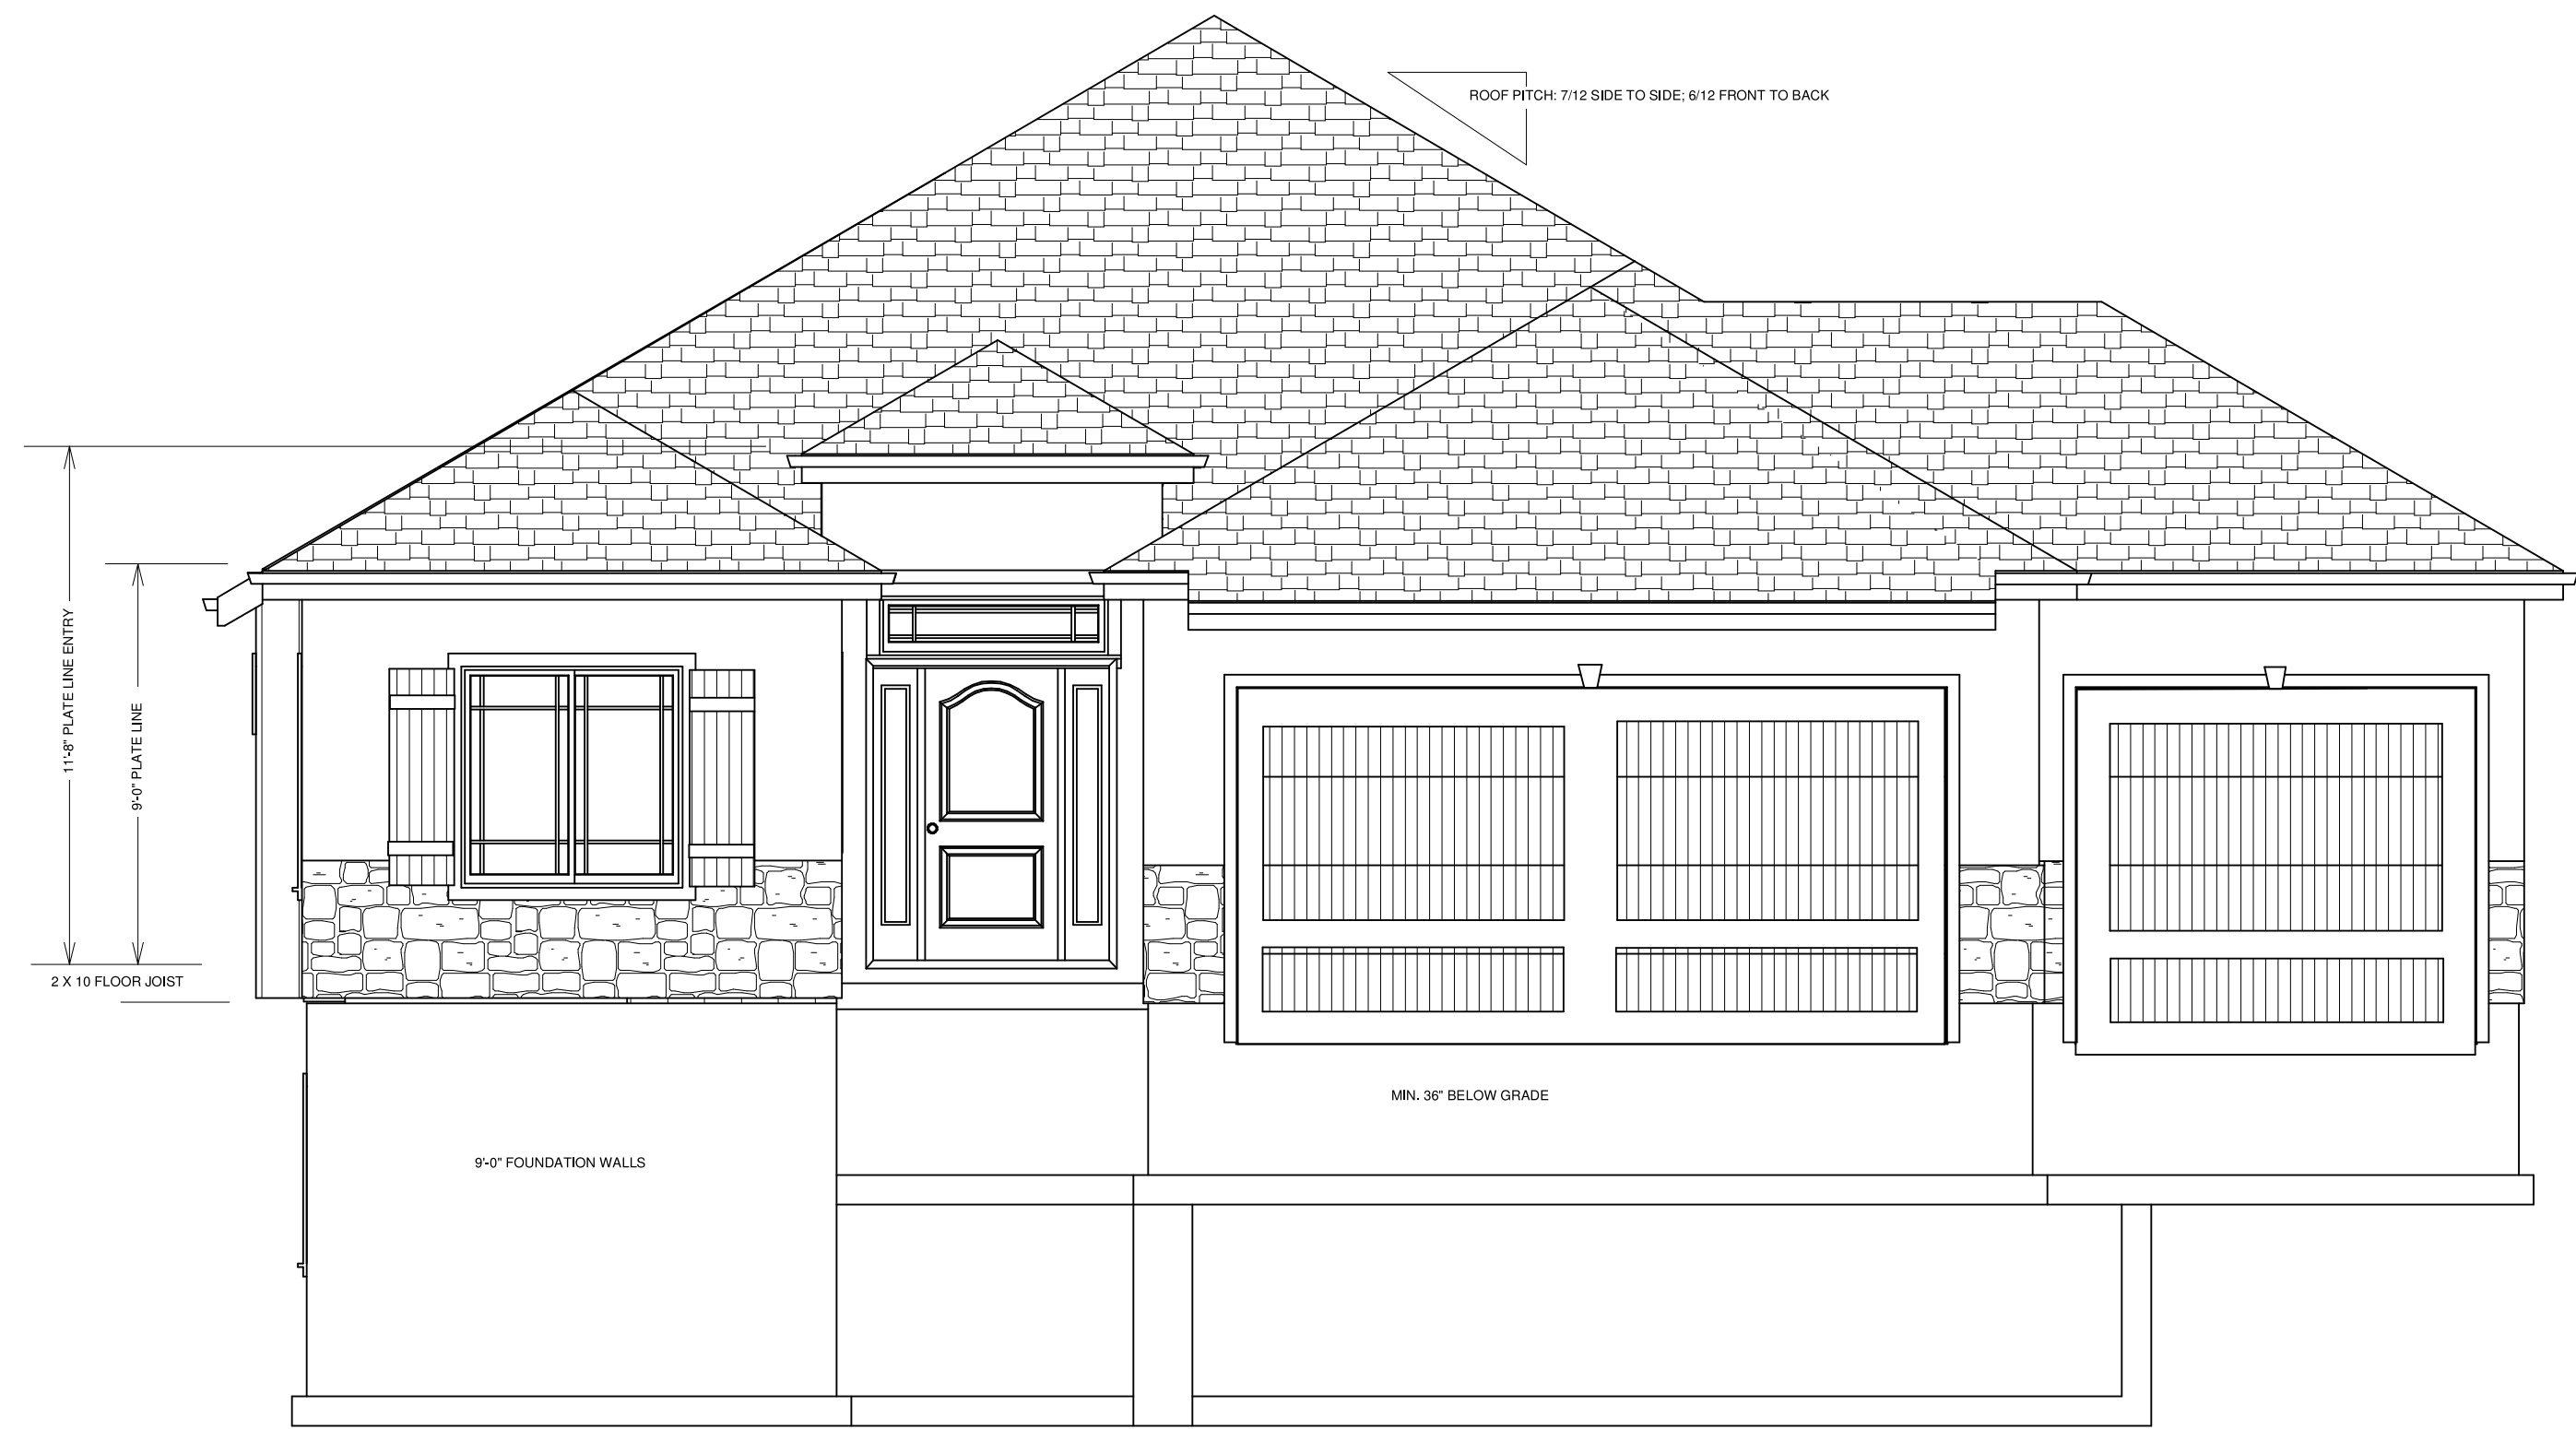 ROOF PITCH: 7/12 SIDE TO SIDE; 6/12 FRONT TO BACK
11'-8" PLATE LINE ENTRY
9'-0" PLATE LINE
2 X 10 FLOOR JOIST
MIN. 36" BELOW GRADE
9'-0" FOUNDATION WALLS